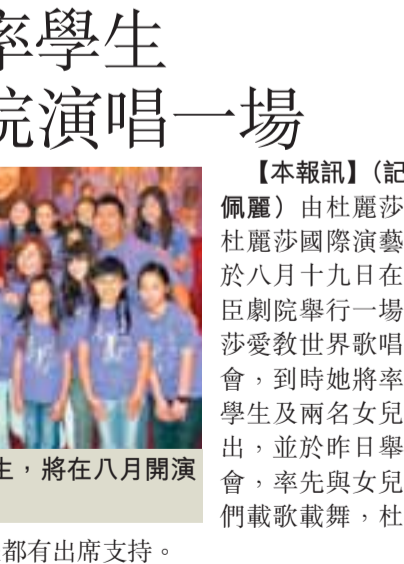 率學生
院演唱一場
【本報訊】（記
佩麗）由杜麗莎
杜麗莎國際演藝
於八月十九日在
臣劇院舉行一場
莎愛教世界歌唱
會，到時她將率
學生及兩名女兒
出，並於昨日舉
會，率先與女兒
們載歌載舞，杜
生，將在八月開演
都有出席支持。